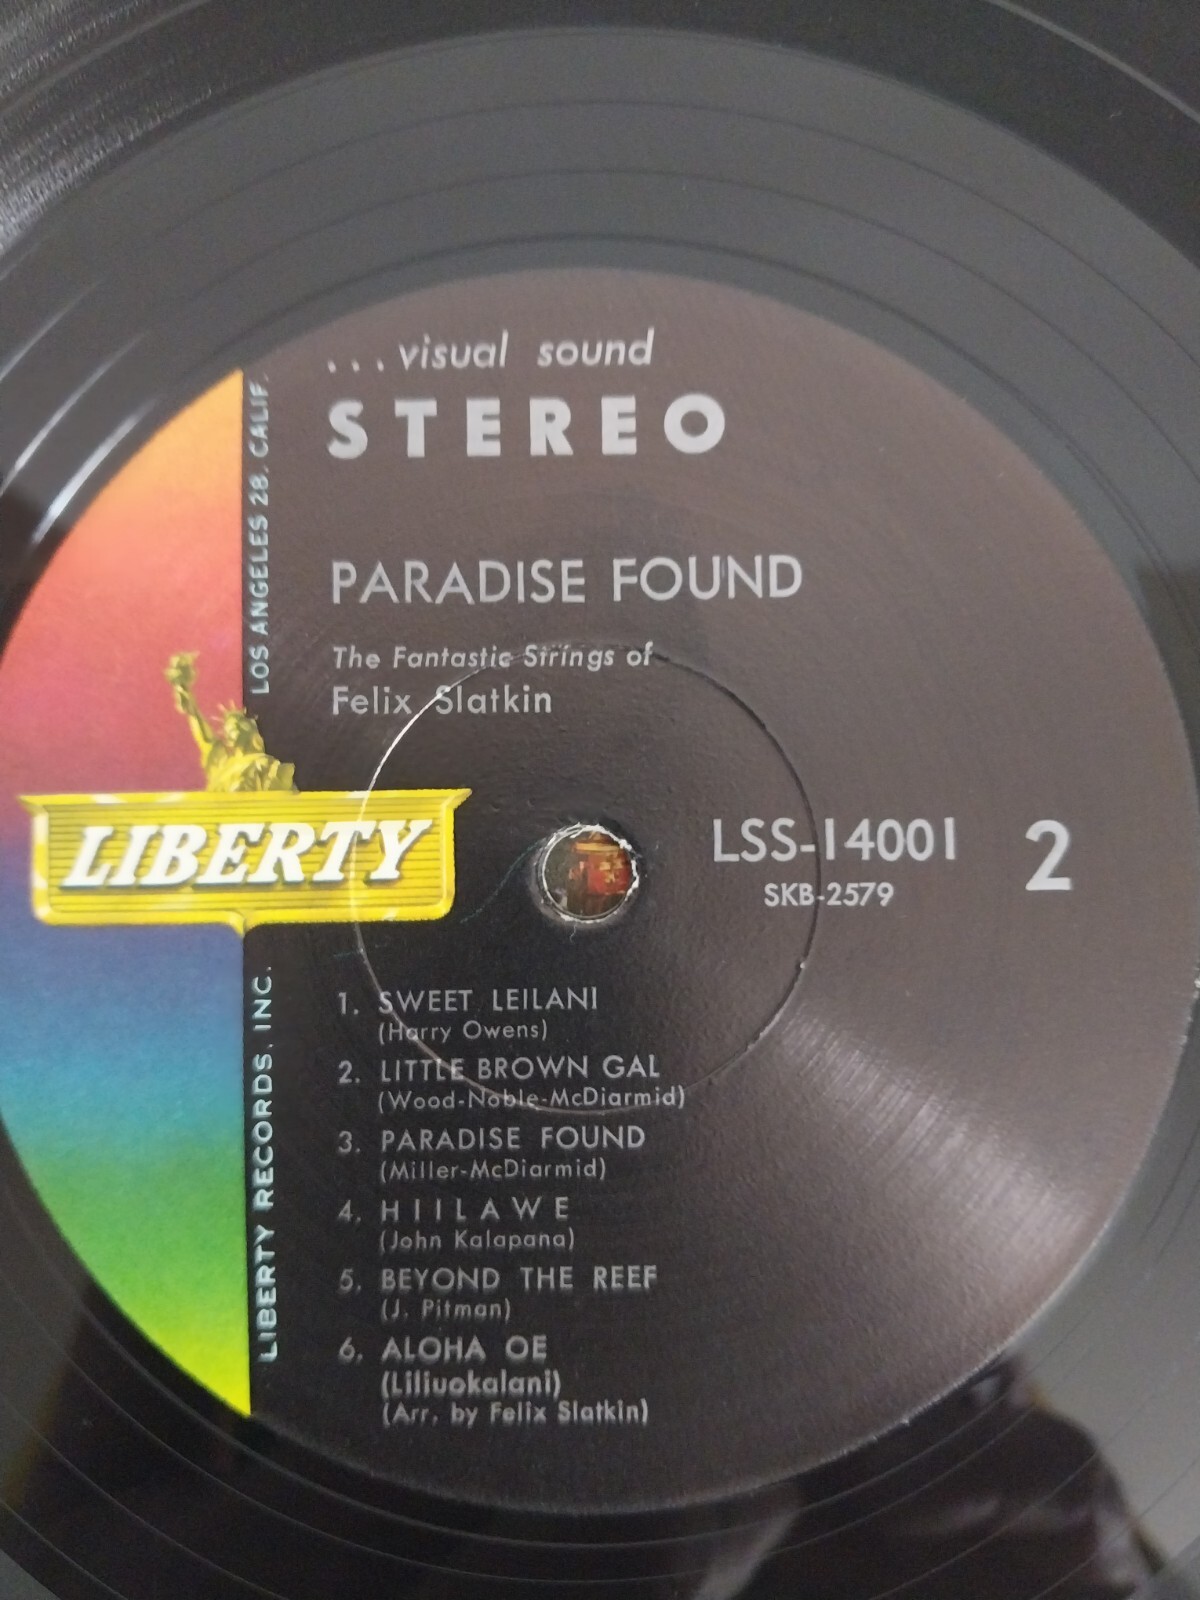 ...visual sound
STEREO
PARADISE FOUND
The Fantastic Strings of
Felix Slatkin
LOS ANGELES 28, CALIF.
LIBERTY
LIBERTY RECORDS, INC.
LSS-14001 2
SKB-2579
1. SWEET LEILANI
(Harry Owens)
2. LITTLE BROWN GAL
(Wood-Noble-McDiarmid)
3. PARADISE FOUND
(Miller-McDiarmid)
4. HIILAWE
(John Kalapana)
5. BEYOND THE REEF
(J. Pitman)
6. ALOHA OE
(Liliuokalani)
(Arr. by Felix Slatkin)